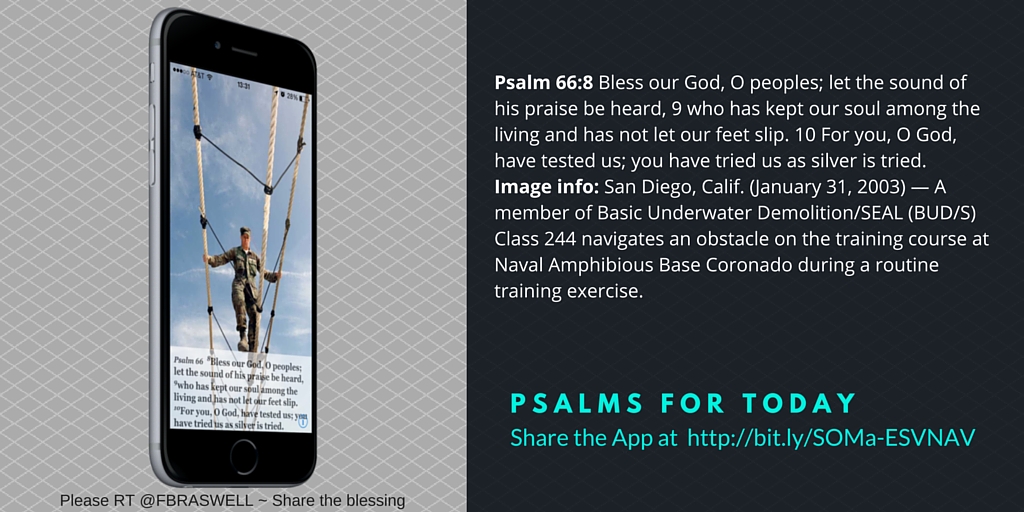 AT&T
13:31
28%
Psalm 66 8Bless our God, O peoples;
let the sound of his praise be heard,
9who has kept our soul among the
living and has not let our feet slip.
10For you, O God, have tested us; you
have tried us as silver is tried.
Please RT @FBRASWELL ~ Share the blessing
Psalm 66:8 Bless our God, O peoples; let the sound of
his praise be heard, 9 who has kept our soul among the
living and has not let our feet slip. 10 For you, O God,
have tested us; you have tried us as silver is tried.
Image info: San Diego, Calif. (January 31, 2003) — A
member of Basic Underwater Demolition/SEAL (BUD/S)
Class 244 navigates an obstacle on the training course at
Naval Amphibious Base Coronado during a routine
training exercise.
PSALMS FOR TODAY
Share the App at http://bit.ly/SOMa-ESVNAV